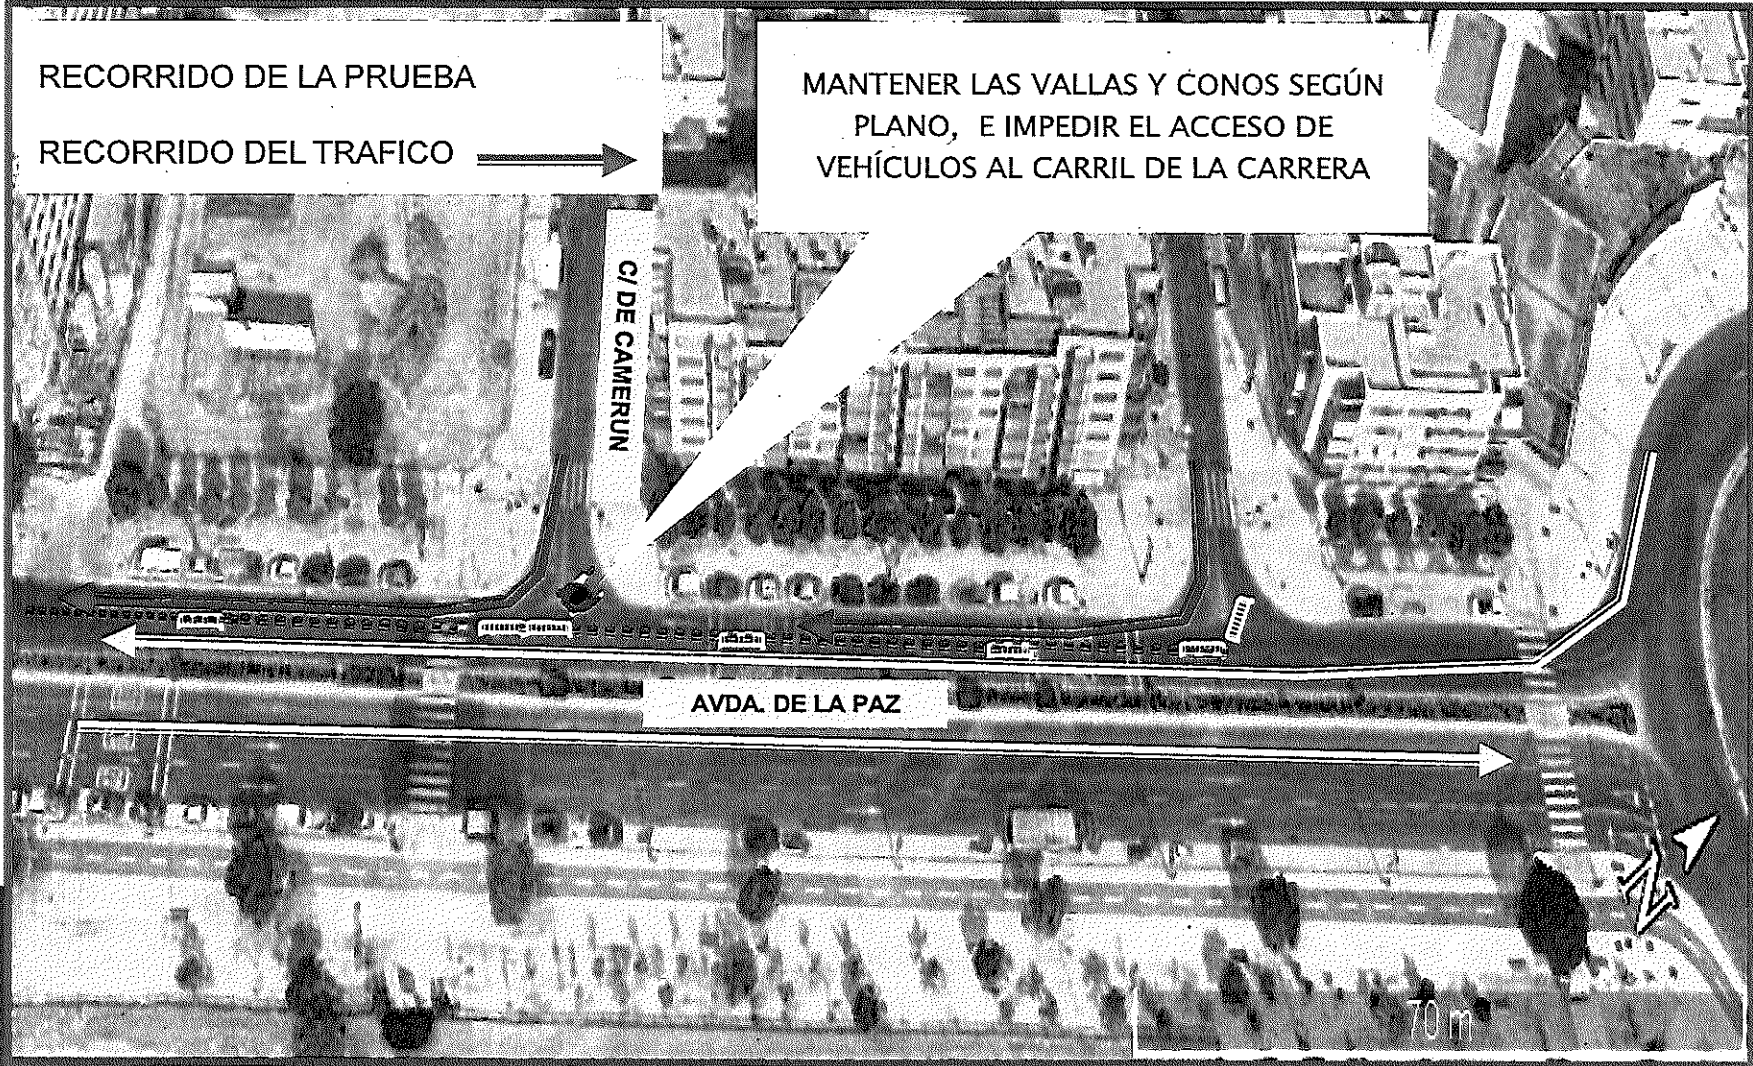 RECORRIDO DE LA PRUEBA
RECORRIDO DEL TRAFICO
MANTENER LAS VALLAS Y CONOS SEGÚN
PLANO, E IMPEDIR EL ACCESO DE
VEHÍCULOS AL CARRIL DE LA CARRERA
C/ DE CAMERUN
AVDA. DE LA PAZ
N
70 m